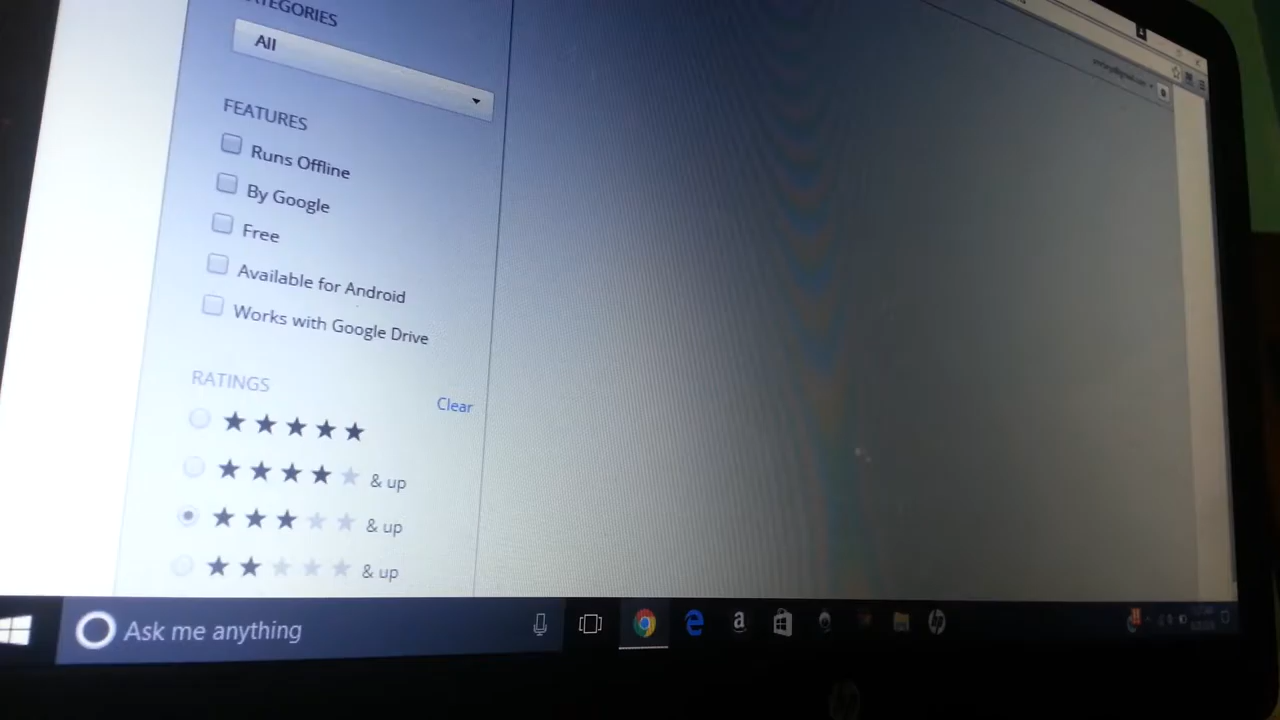 CATEGORIES
All
FEATURES
Runs Offline
By Google
Free
Available for Android
Works with Google Drive
RATINGS
Clear
& up
& up
& up
Ask me anything